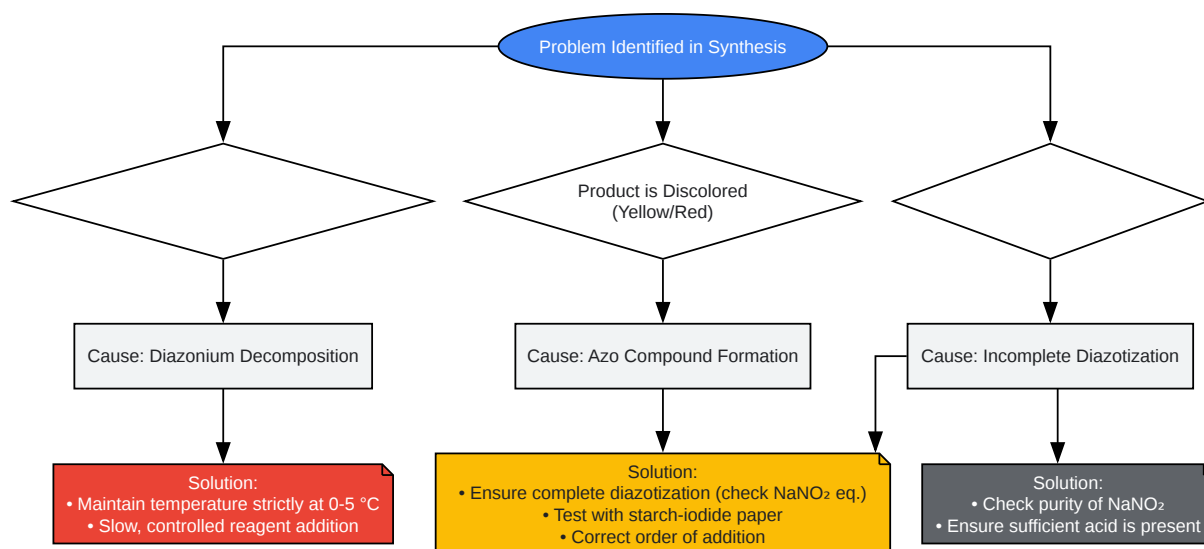 Problem Identified in Synthesis
Product is Discolored
(Yellow/Red)
Cause: Diazonium Decomposition
Cause: Azo Compound Formation
Cause: Incomplete Diazotization
Solution:
• Maintain temperature strictly at 0-5 °C
• Slow, controlled reagent addition
Solution:
• Ensure complete diazotization (check NaNO₂ eq.)
• Test with starch-iodide paper
• Correct order of addition
Solution:
• Check purity of NaNO₂
• Ensure sufficient acid is present